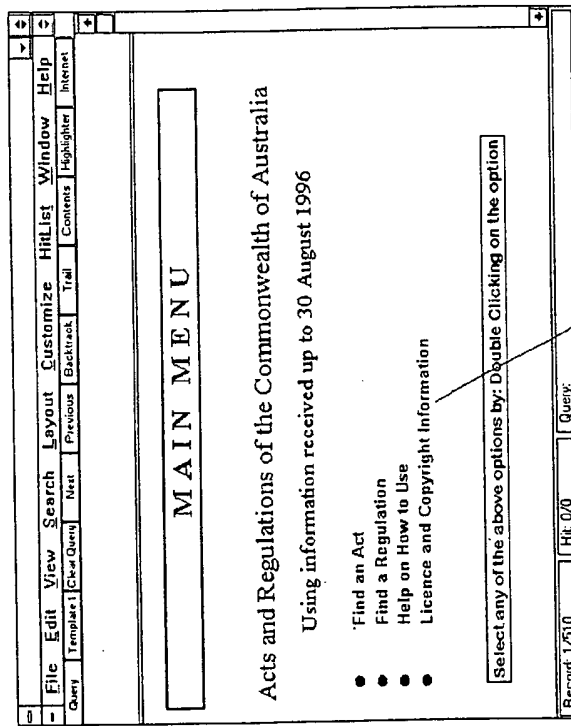 File Edit View Search Layout Customize HitList Window Help
Query Template 1 Clear Query Next Previous Backtrack Trail Contents Highlighter Internet
MAIN MENU
Acts and Regulations of the Commonwealth of Australia
Using information received up to 30 August 1996
Find an Act
Find a Regulation
Help on How to Use
Licence and Copyright Information
Select any of the above options by: Double Clicking on the option
Record: 1/510 Hit: 0/0 Query: